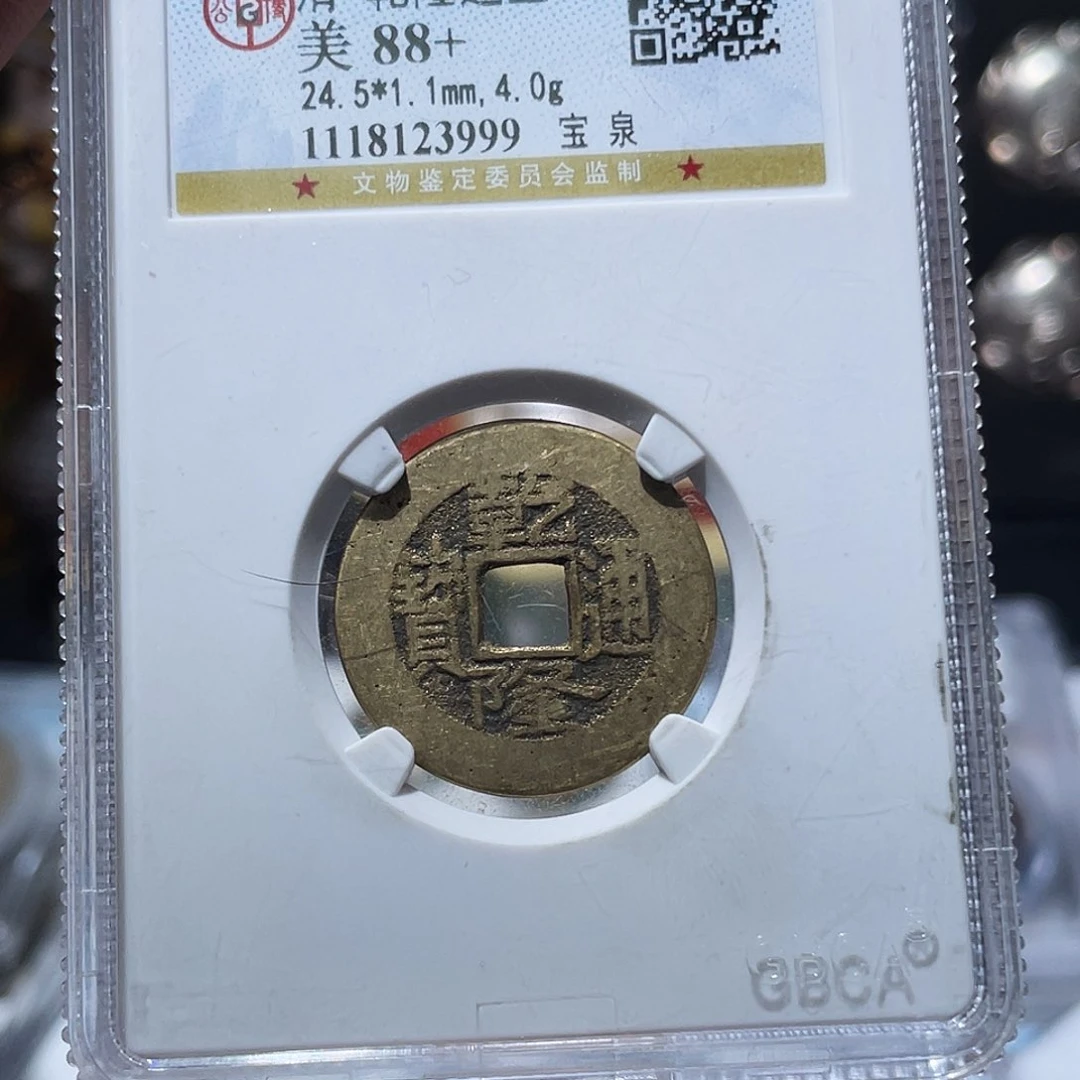 美 88+
24.5*1.1mm,4.0g
1118123999 宝泉
★ 文物鉴定委员会监制 ★
乾
寶 通
隆
GBCA